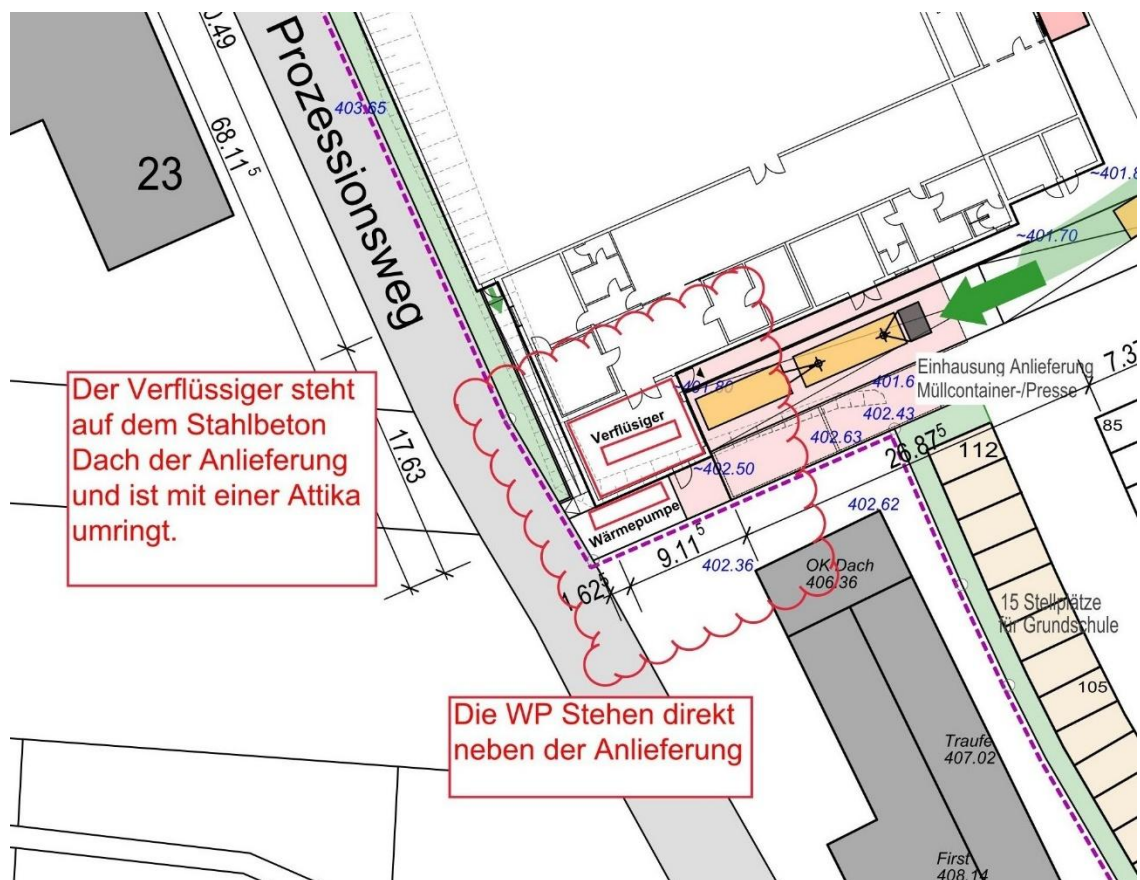 68.11⁵
23
Prozessionsweg
403.65
~401.70
Der Verflüssiger steht
auf dem Stahlbeton
Dach der Anlieferung
und ist mit einer Attika
umringt.
17.63
Verflüsiger
401.80
Einhausung Anlieferung
Müllcontainer-/Presse
7.37
402.43
402.63
~402.50
Wärmepumpe
26.87⁵
112
85
402.62
9.11⁵
402.36
1.62⁵
OK Dach
406.36
15 Stellplätze
für Grundschule
105
Die WP Stehen direkt
neben der Anlieferung
Traufe
407.02
First
408.14